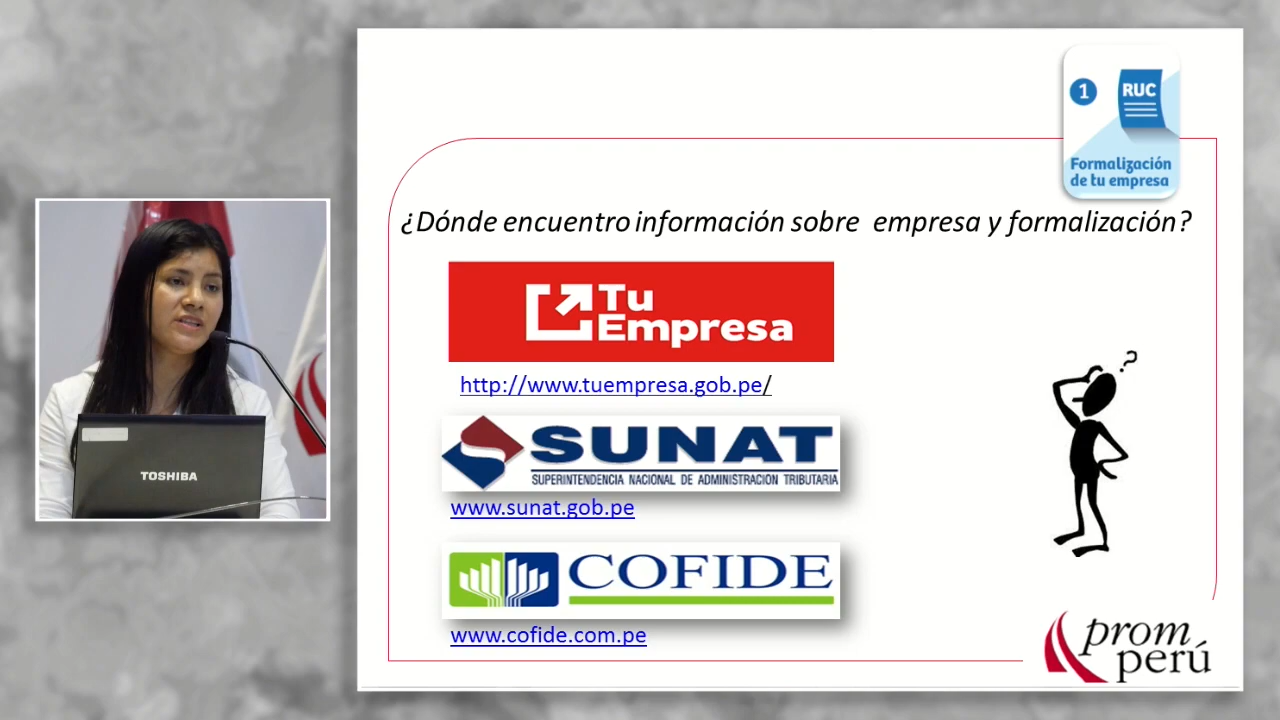 1
RUC
Formalización
de tu empresa
¿Dónde encuentro información sobre empresa y formalización?
Tu
Empresa
http://www.tuempresa.gob.pe/
SUNAT
SUPERINTENDENCIA NACIONAL DE ADMINISTRACIÓN TRIBUTARIA
www.sunat.gob.pe
COFIDE
www.cofide.com.pe
?
prom
perú
TOSHIBA